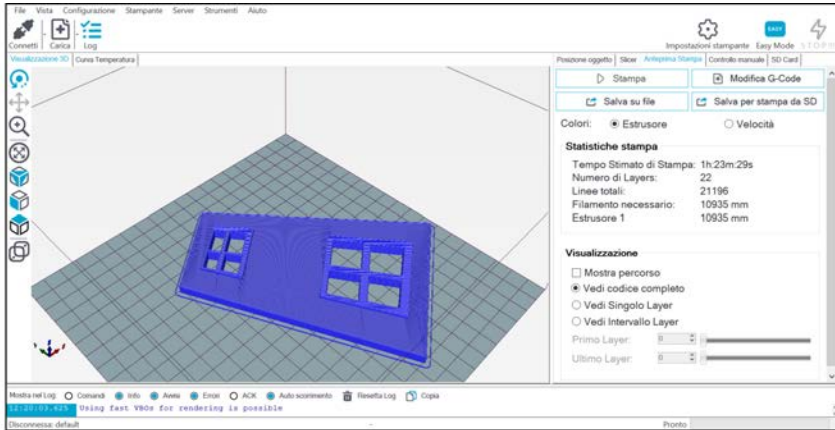 File Vista Configurazione Stampante Server Strumenti Aiuto
Connetti Carica Log
Impostazioni stampante EASY Easy Mode STOP!!!
Visualizzazione 3D Curva Temperatura
Posizione oggetto Slicer Anteprima Stampa Controllo manuale SD Card
Stampa Modifica G-Code
Salva su file Salva per stampa da SD
Colori: Estrusore Velocità
Statistiche stampa
Tempo Stimato di Stampa: 1h:23m:29s
Numero di Layers: 22
Linee totali: 21196
Filamento necessario: 10935 mm
Estrusore 1 10935 mm
Visualizzazione
Mostra percorso
Vedi codice completo
Vedi Singolo Layer
Vedi Intervallo Layer
Primo Layer: 0
Ultimo Layer: 0
Mostra nel Log Comandi Info Avvisi Errori ACK Auto scorrimento Resetta Log Copia
12:20:03.625 Using fast VBOs for rendering is possible
Disconnessa: default - Pronto